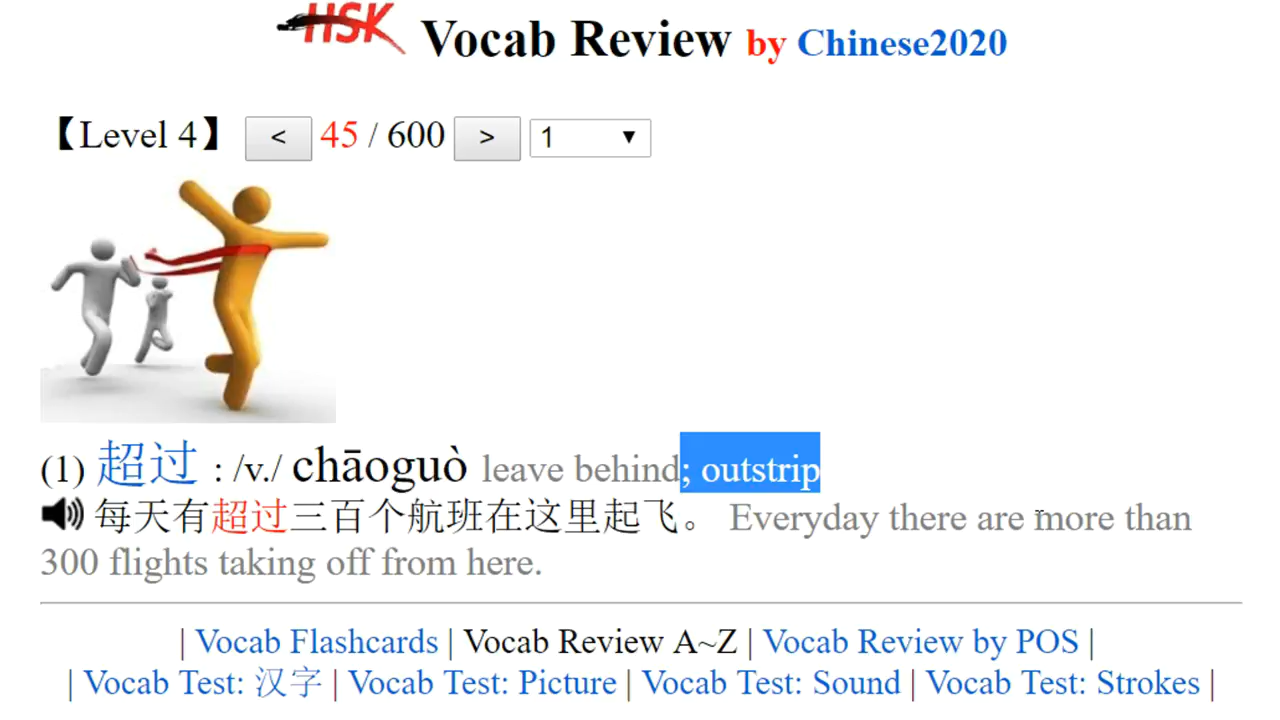 HSK Vocab Review by Chinese2020
【Level 4】 < 45 / 600 > 1 ▼
(1) 超过 : /v./ chāoguò leave behind; outstrip
每天有超过三百个航班在这里起飞。 Everyday there are more than
300 flights taking off from here.
| Vocab Flashcards | Vocab Review A~Z | Vocab Review by POS |
| Vocab Test: 汉字 | Vocab Test: Picture | Vocab Test: Sound | Vocab Test: Strokes |